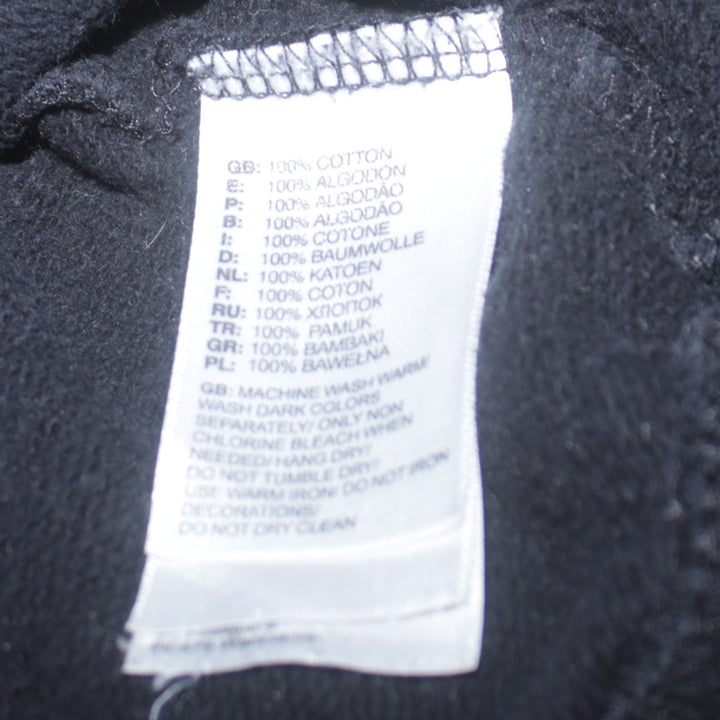 GB: 100% COTTON
E: 100% ALGODÓN
P: 100% ALGODÃO
B: 100% ALGODÃO
I: 100% COTONE
D: 100% BAUMWOLLE
NL: 100% KATOEN
F: 100% COTON
RU: 100% ХЛОПОК
TR: 100% PAMUK
GR: 100% BAMBAKI
PL: 100% BAWEŁNA
GB: MACHINE WASH WARM/
WASH DARK COLORS
SEPARATELY/ ONLY NON
CHLORINE BLEACH WHEN
NEEDED/ HANG DRY/
DO NOT TUMBLE DRY/
USE WARM IRON/ DO NOT IRON
DECORATIONS/
DO NOT DRY CLEAN